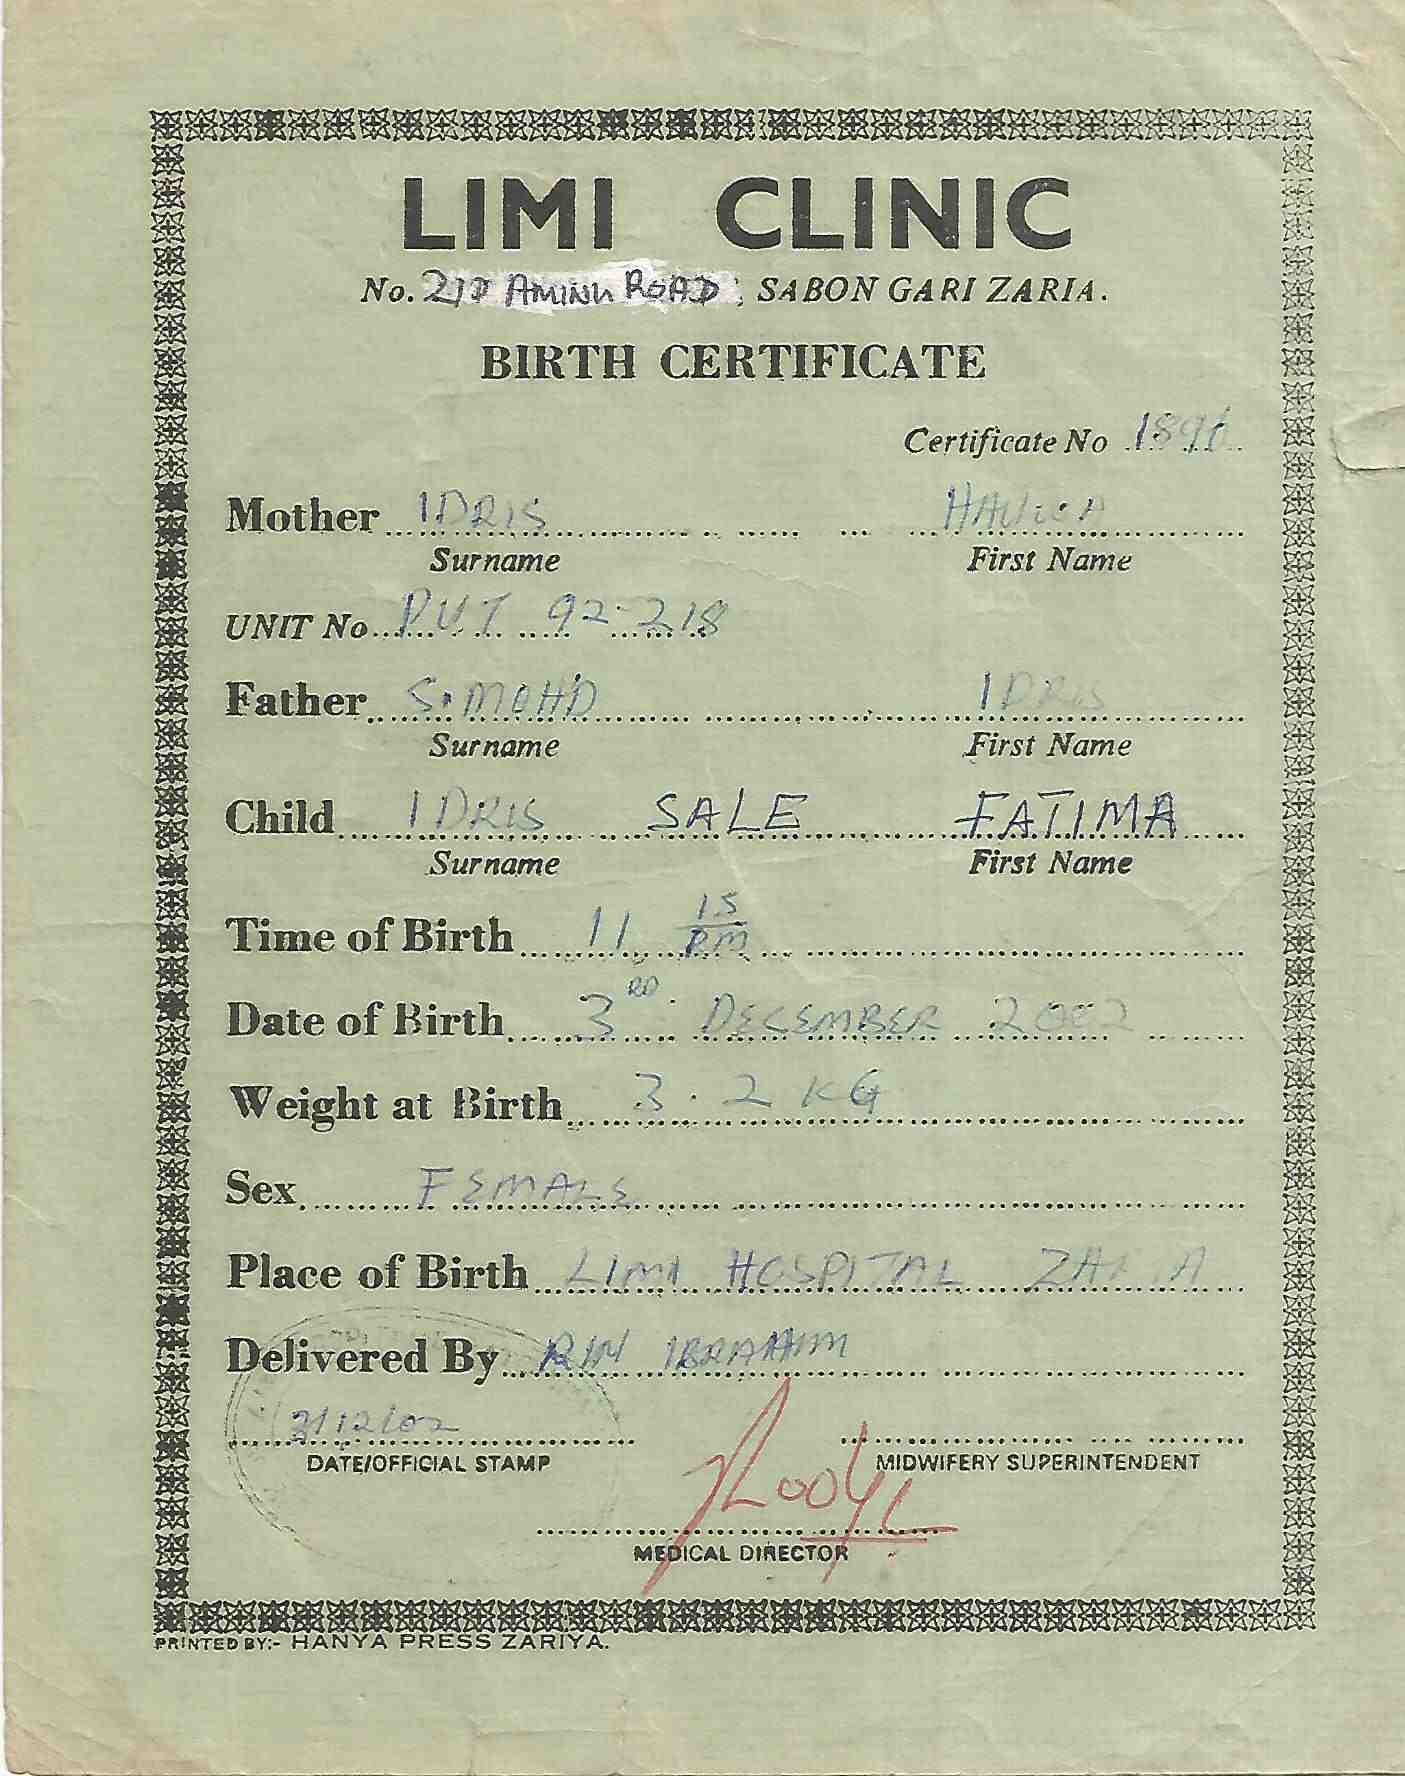 LIMI CLINIC
No. 21D AMINU ROAD, SABON GARI ZARIA.
BIRTH CERTIFICATE
Certificate No
Mother IDRIS
Surname First Name
UNIT No PUT 92-218
Father S. MOHD IDRIS
Surname First Name
Child IDRIS SALE FATIMA
Surname First Name
Time of Birth 11 15 PM
Date of Birth 3RD DECEMBER 2002
Weight at Birth 3.2 KG
Sex FEMALE
Place of Birth LIMI HOSPITAL ZARIA
Delivered By IBRAHIM
3/12/02
DATE/OFFICIAL STAMP MIDWIFERY SUPERINTENDENT
MEDICAL DIRECTOR
PRINTED BY:- HANYA PRESS ZARIYA.